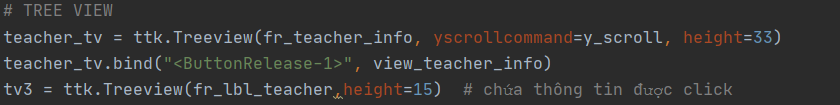 # TREE VIEW
teacher_tv = ttk.Treeview(fr_teacher_info, yscrollcommand=y_scroll, height=33)
teacher_tv.bind("<ButtonRelease-1>", view_teacher_info)
tv3 = ttk.Treeview(fr_lbl_teacher,height=15)  # chứa thông tin được click